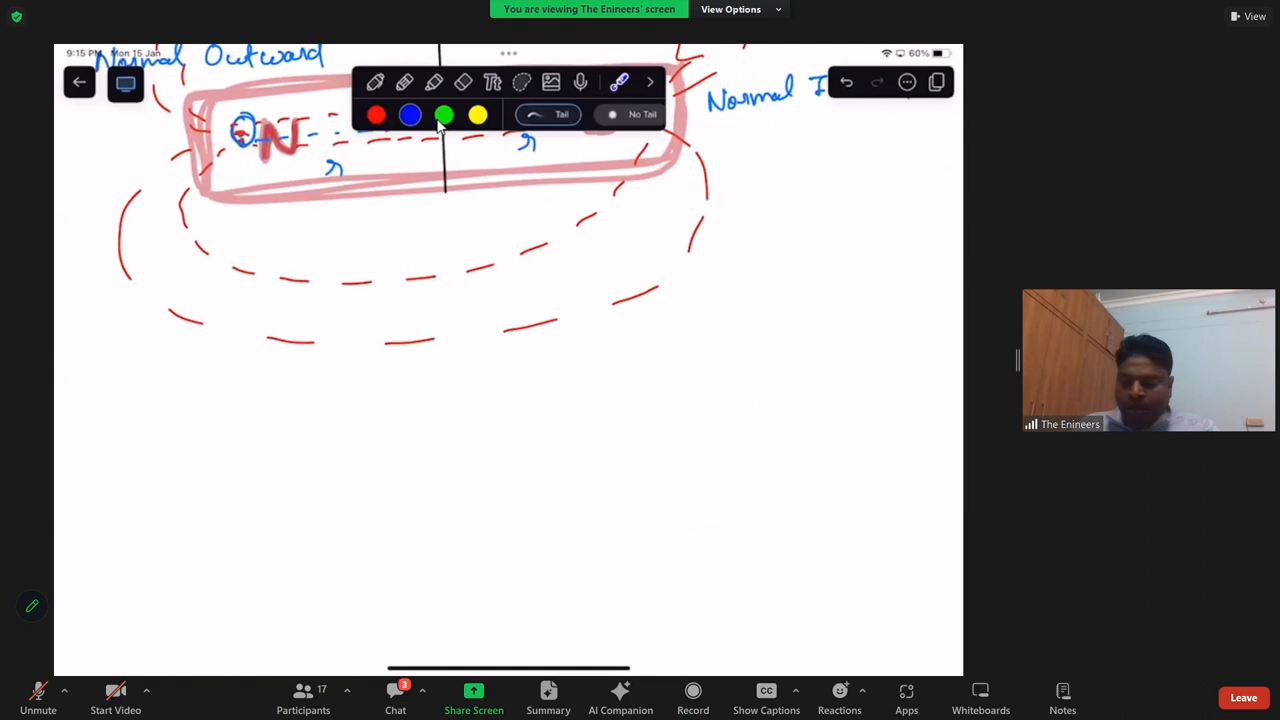 You are viewing The Enineers' screen
View Options
View
9:15 PM Mon 15 Jan
60%
Normal Outward
Tt
Normal I
Tail
No Tail
N
r
r
The Enineers
Unmute
Start Video
17
Participants
3
Chat
Share Screen
Summary
AI Companion
Record
CC
Show Captions
Reactions
Apps
Whiteboards
Notes
Leave